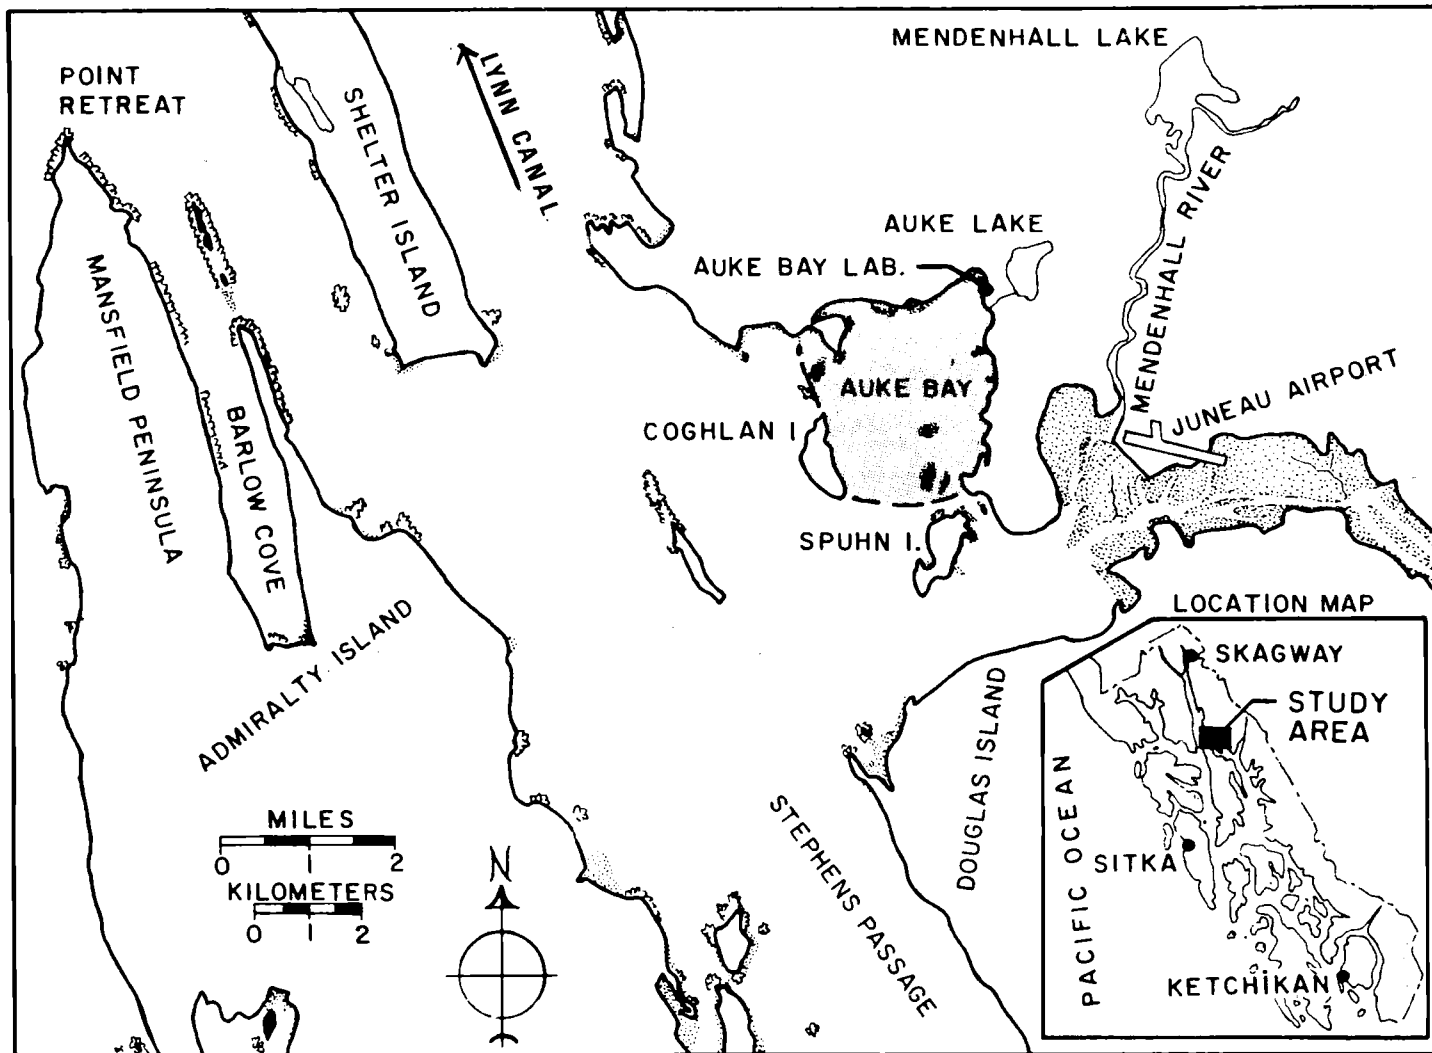 MENDENHALL LAKE
POINT
RETREAT
LYNN CANAL
SHELTER ISLAND
MENDENHALL RIVER
AUKE LAKE
AUKE BAY LAB.
MANSFIELD PENINSULA
AUKE BAY
JUNEAU AIRPORT
BARLOW COVE
COGHLAN I
SPUHN I.
ADMIRALTY ISLAND
LOCATION MAP
SKAGWAY
STUDY
AREA
DOUGLAS ISLAND
STEPHENS PASSAGE
PACIFIC OCEAN
SITKA
KETCHIKAN
MILES
0 1 2
KILOMETERS
0 1 2
N